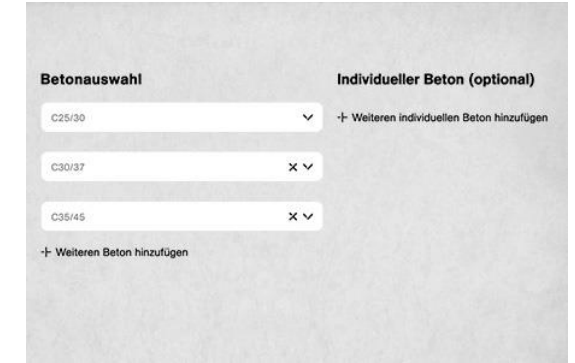 Betonauswahl
C25/30
C30/37
C35/45
Weiteren Beton hinzufügen
Individueller Beton (optional)
Weiteren individuellen Beton hinzufügen